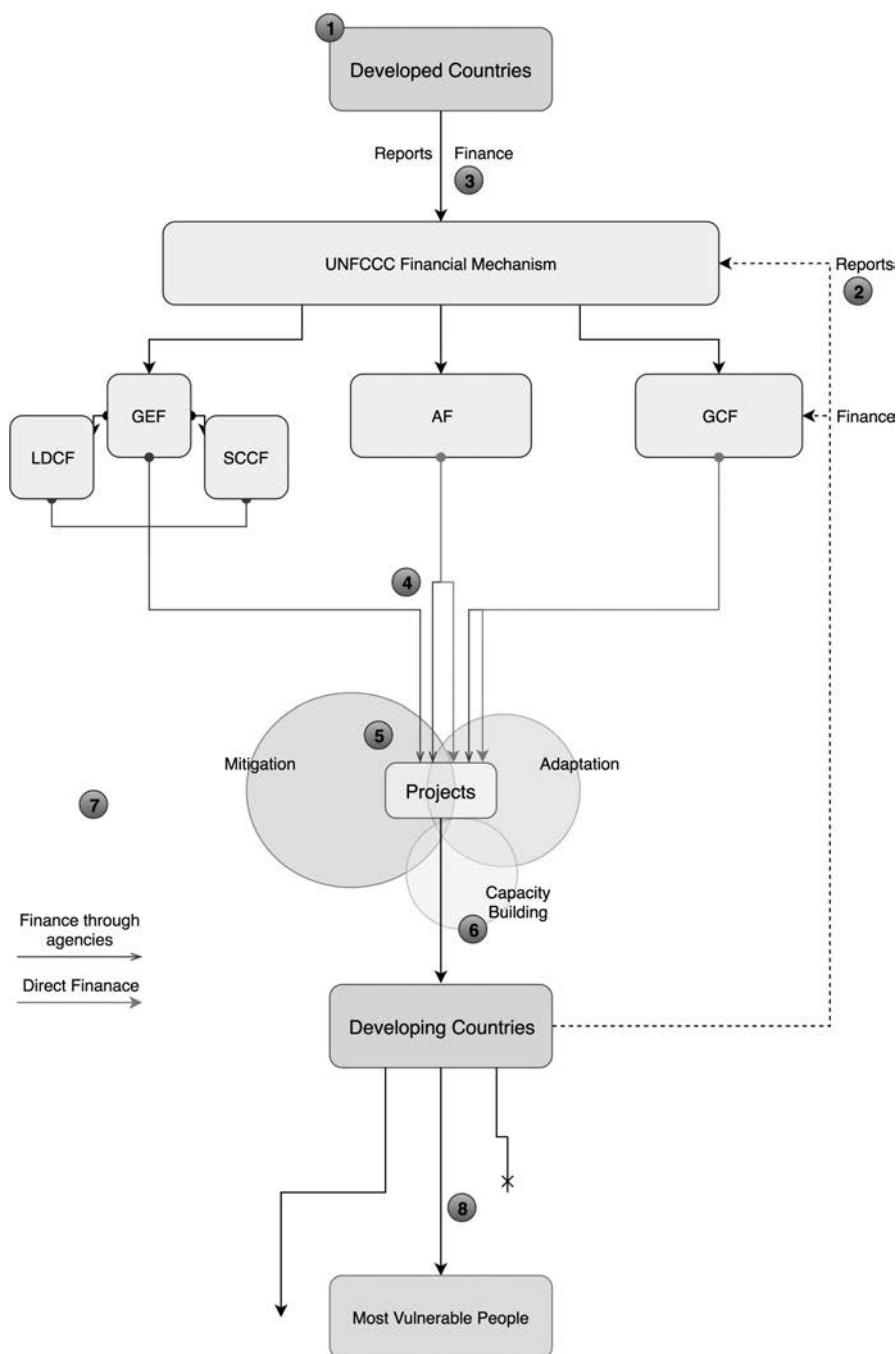 1
Developed Countries
Reports
Finance
3
UNFCCC Financial Mechanism
Reports
2
GEF
AF
GCF
Finance
LDCF
SCCF
4
5
Mitigation
Adaptation
Projects
7
Capacity
Building
6
Finance through
agencies
Direct Finanace
Developing Countries
8
Most Vulnerable People